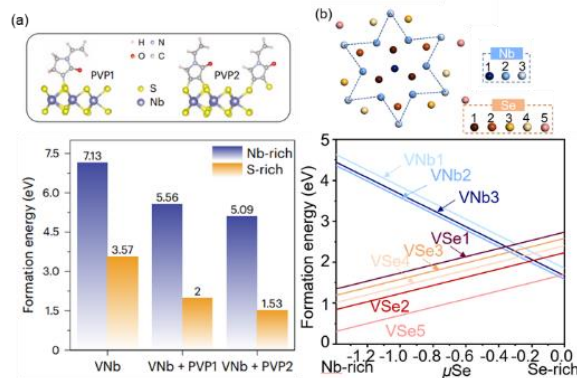 (a)
H N
O C
PVP1
PVP2
S
Nb
Nb-rich
S-rich
Formation energy (eV)
7.5
6.0
4.5
3.0
1.5
0
7.13
3.57
5.56
2
5.09
1.53
VNb
VNb + PVP1
VNb + PVP2
(b)
Nb
1 2 3
Se
1 2 3 4 5
Formation energy (eV)
5
4
3
2
1
0
VNb1
VNb2
VNb3
VSe1
VSe3
VSe4
VSe2
VSe5
-1.0 -0.8 -0.6 -0.4 -0.2 0.0
Nb-rich
μSe
Se-rich